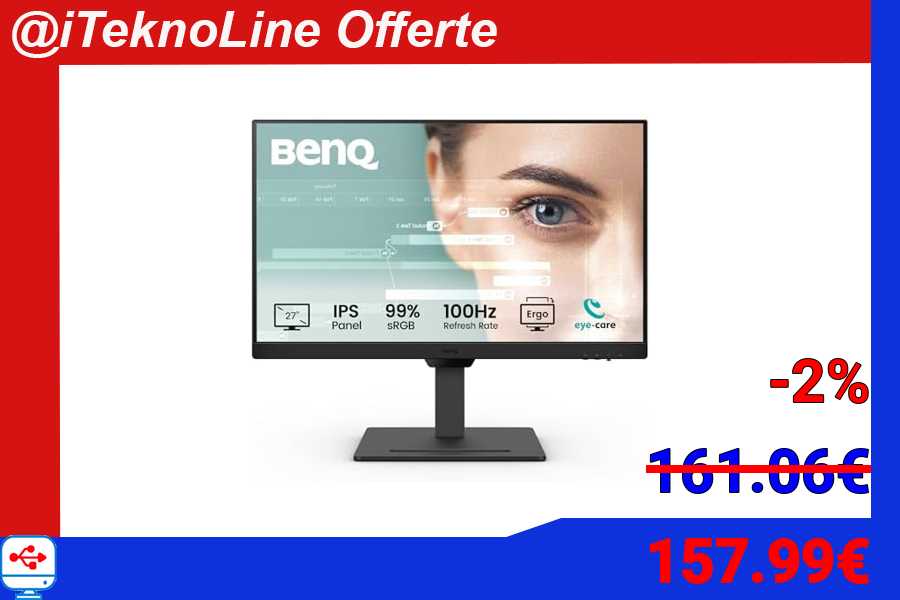 @iTeknoLine Offerte
BenQ
27"
IPS
Panel
99%
sRGB
100Hz
Refresh Rate
Ergo
eye-care
-2%
161.06€
157.99€